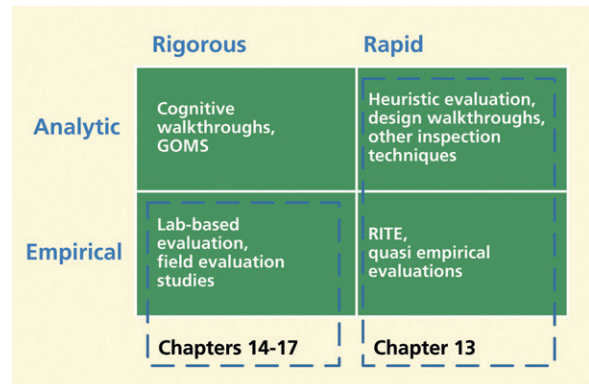 Rigorous
Rapid
Analytic
Cognitive
walkthroughs,
GOMS
Heuristic evaluation,
design walkthroughs,
other inspection
techniques
Empirical
Lab-based
evaluation,
field evaluation
studies
RITE,
quasi empirical
evaluations
Chapters 14-17
Chapter 13